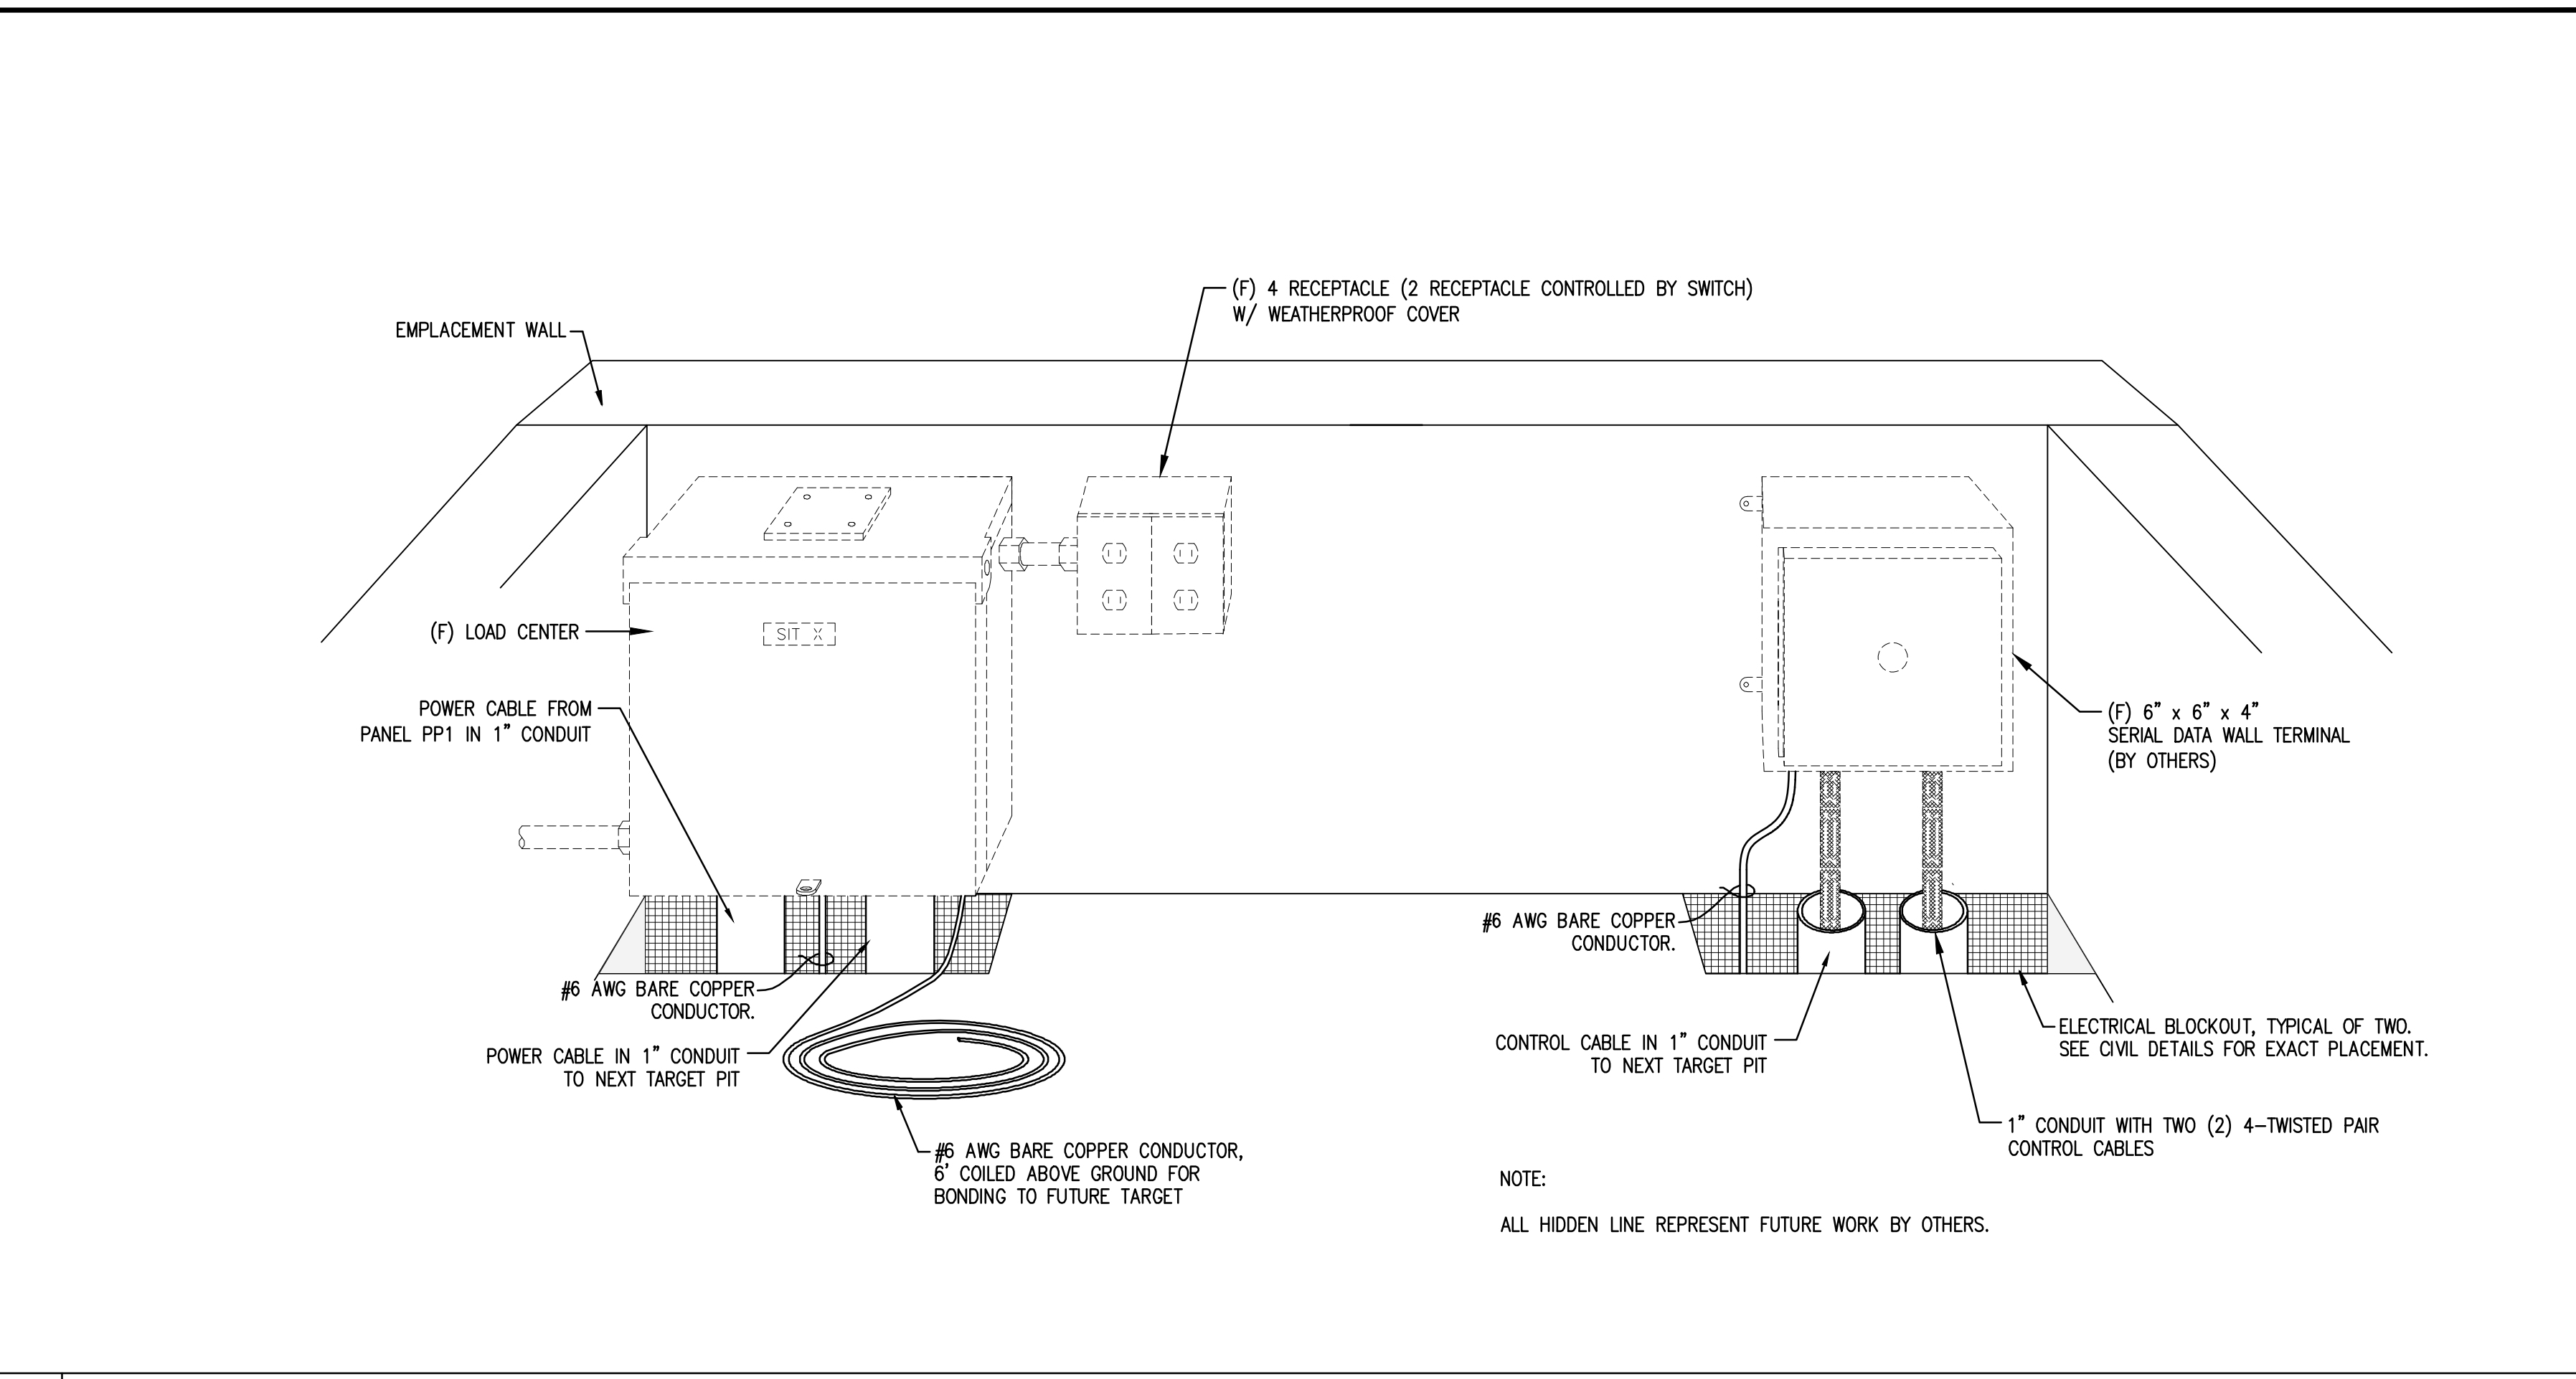 (F) 4 RECEPTACLE (2 RECEPTACLE CONTROLLED BY SWITCH)
W/ WEATHERPROOF COVER
EMPLACEMENT WALL
(F) LOAD CENTER
SIT X
POWER CABLE FROM
PANEL PP1 IN 1" CONDUIT
(F) 6" x 6" x 4"
SERIAL DATA WALL TERMINAL
(BY OTHERS)
#6 AWG BARE COPPER
CONDUCTOR.
#6 AWG BARE COPPER
CONDUCTOR.
POWER CABLE IN 1" CONDUIT
TO NEXT TARGET PIT
CONTROL CABLE IN 1" CONDUIT
TO NEXT TARGET PIT
ELECTRICAL BLOCKOUT, TYPICAL OF TWO.
SEE CIVIL DETAILS FOR EXACT PLACEMENT.
1" CONDUIT WITH TWO (2) 4-TWISTED PAIR
CONTROL CABLES
#6 AWG BARE COPPER CONDUCTOR,
6' COILED ABOVE GROUND FOR
BONDING TO FUTURE TARGET
NOTE:
ALL HIDDEN LINE REPRESENT FUTURE WORK BY OTHERS.